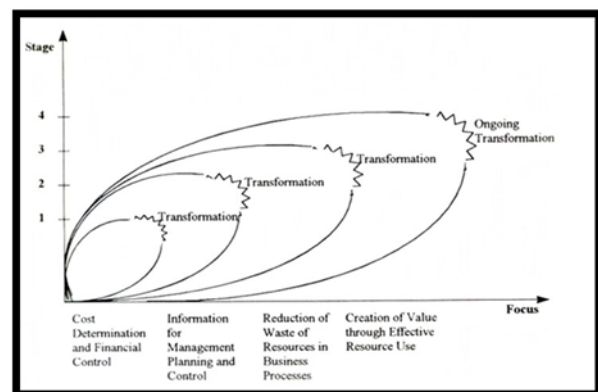 Stage
4
3
2
1
Ongoing
Transformation
Transformation
Transformation
Transformation
Focus
Cost
Determination
and Financial
Control
Information
for
Management
Planning and
Control
Reduction of
Waste of
Resources in
Business
Processes
Creation of Value
through Effective
Resource Use